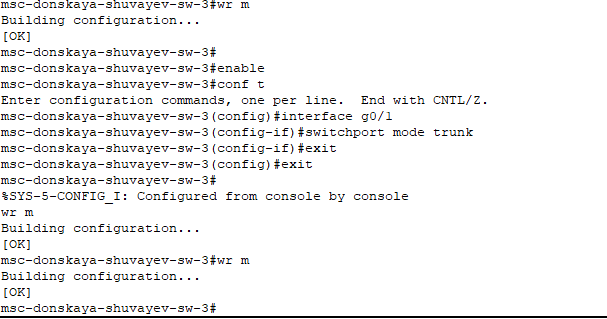 msc-donskaya-shuvayev-sw-3#wr m
Building configuration...
[OK]
msc-donskaya-shuvayev-sw-3#
msc-donskaya-shuvayev-sw-3#enable
msc-donskaya-shuvayev-sw-3#conf t
Enter configuration commands, one per line.  End with CNTL/Z.
msc-donskaya-shuvayev-sw-3(config)#interface g0/1
msc-donskaya-shuvayev-sw-3(config-if)#switchport mode trunk
msc-donskaya-shuvayev-sw-3(config-if)#exit
msc-donskaya-shuvayev-sw-3(config)#exit
msc-donskaya-shuvayev-sw-3#
%SYS-5-CONFIG_I: Configured from console by console
wr m
Building configuration...
[OK]
msc-donskaya-shuvayev-sw-3#wr m
Building configuration...
[OK]
msc-donskaya-shuvayev-sw-3#